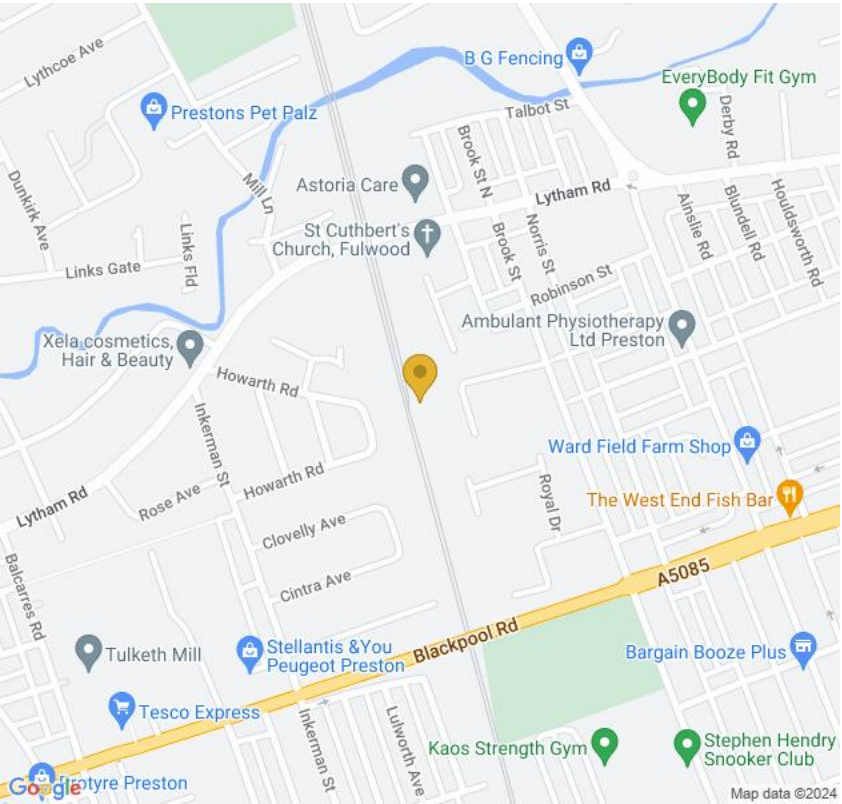 Lythcoe Ave
B G Fencing
EveryBody Fit Gym
Prestons Pet Palz
Talbot St
Derby Rd
Brook St N
Dunkirk Ave
Mill Ln
Astoria Care
Lytham Rd
Houldsworth Rd
Blundell Rd
Ainslie Rd
St Cuthbert's
Church, Fulwood
Norris St
Brook St
Links Fld
Links Gate
Robinson St
Ambulant Physiotherapy
Ltd Preston
Xela cosmetics,
Hair & Beauty
Howarth Rd
Inkerman St
Ward Field Farm Shop
Howarth Rd
The West End Fish Bar
Royal Dr
Lytham Rd
Rose Ave
Clovelly Ave
A5085
Cintra Ave
Balcarres Rd
Blackpool Rd
Tulketh Mill
Stellantis &You
Peugeot Preston
Bargain Booze Plus
Tesco Express
Inkerman St
Lulworth Ave
Kaos Strength Gym
Stephen Hendry
Snooker Club
Protyre Preston
Google
Map data ©2024